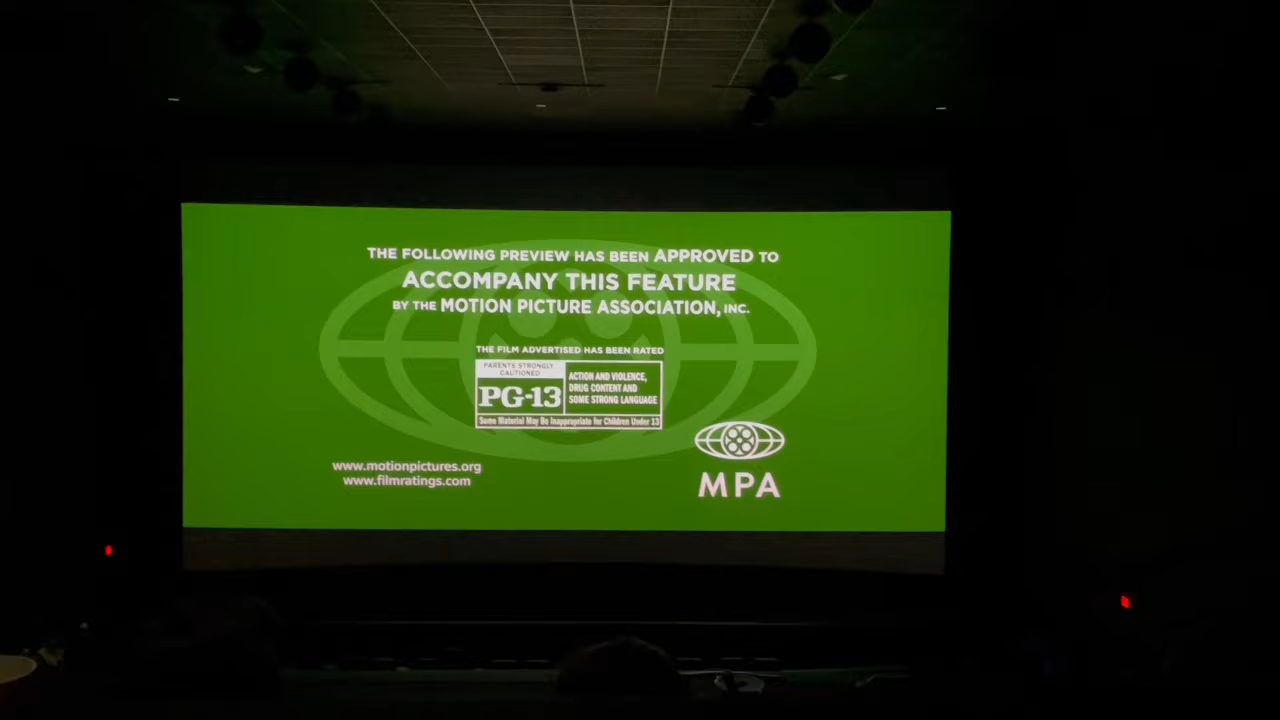 THE FOLLOWING PREVIEW HAS BEEN APPROVED TO
ACCOMPANY THIS FEATURE
BY THE MOTION PICTURE ASSOCIATION, INC.
THE FILM ADVERTISED HAS BEEN RATED
PARENTS STRONGLY
CAUTIONED
PG-13
ACTION AND VIOLENCE,
DRUG CONTENT AND
SOME STRONG LANGUAGE
Some Material May Be Inappropriate for Children Under 13
www.motionpictures.org
www.filmratings.com
MPA